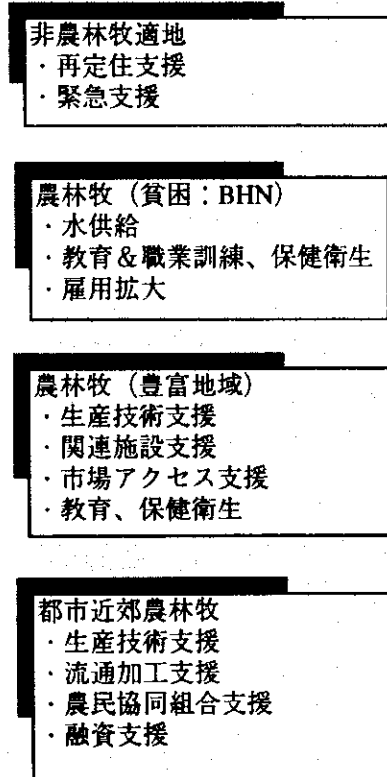 非農林牧適地
・再定住支援
・緊急支援
農林牧（貧困：BHN）
・水供給
・教育＆職業訓練、保健衛生
・雇用拡大
農林牧（豊富地域）
・生産技術支援
・関連施設支援
・市場アクセス支援
・教育、保健衛生
都市近郊農林牧
・生産技術支援
・流通加工支援
・農民協同組合支援
・融資支援